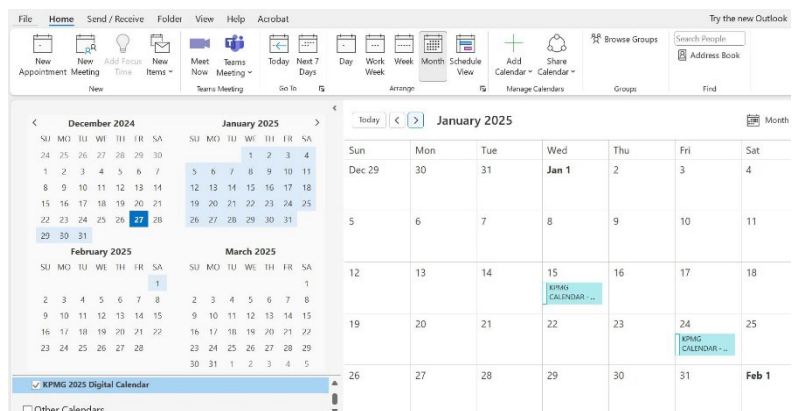 File Home Send / Receive Folder View Help Acrobat Try the new Outlook
New Appointment
New Meeting
Add Focus Time
New Items
New
Meet Now
Teams Meeting
Teams Meeting
Today
Next 7 Days
Go To
Day
Work Week
Week
Month
Schedule View
Arrange
Add Calendar
Share Calendar
Manage Calendars
Browse Groups
Groups
Search People
Address Book
Find
December 2024
SU MO TU WE TH FR SA
24 25 26 27 28 29 30
1 2 3 4 5 6 7
8 9 10 11 12 13 14
15 16 17 18 19 20 21
22 23 24 25 26 27 28
29 30 31
January 2025
SU MO TU WE TH FR SA
1 2 3 4
5 6 7 8 9 10 11
12 13 14 15 16 17 18
19 20 21 22 23 24 25
26 27 28 29 30 31
February 2025
SU MO TU WE TH FR SA
1
2 3 4 5 6 7 8
9 10 11 12 13 14 15
16 17 18 19 20 21 22
23 24 25 26 27 28
March 2025
SU MO TU WE TH FR SA
1
2 3 4 5 6 7 8
9 10 11 12 13 14 15
16 17 18 19 20 21 22
23 24 25 26 27 28 29
30 31 1 2 3 4 5
KPMG 2025 Digital Calendar
Other Calendars
Today < > January 2025 Month
Sun Mon Tue Wed Thu Fri Sat
Dec 29 30 31 Jan 1 2 3 4
5 6 7 8 9 10 11
12 13 14 15 16 17 18
KPMG
CALENDAR - ...
19 20 21 22 23 24 25
KPMG
CALENDAR - ...
26 27 28 29 30 31 Feb 1